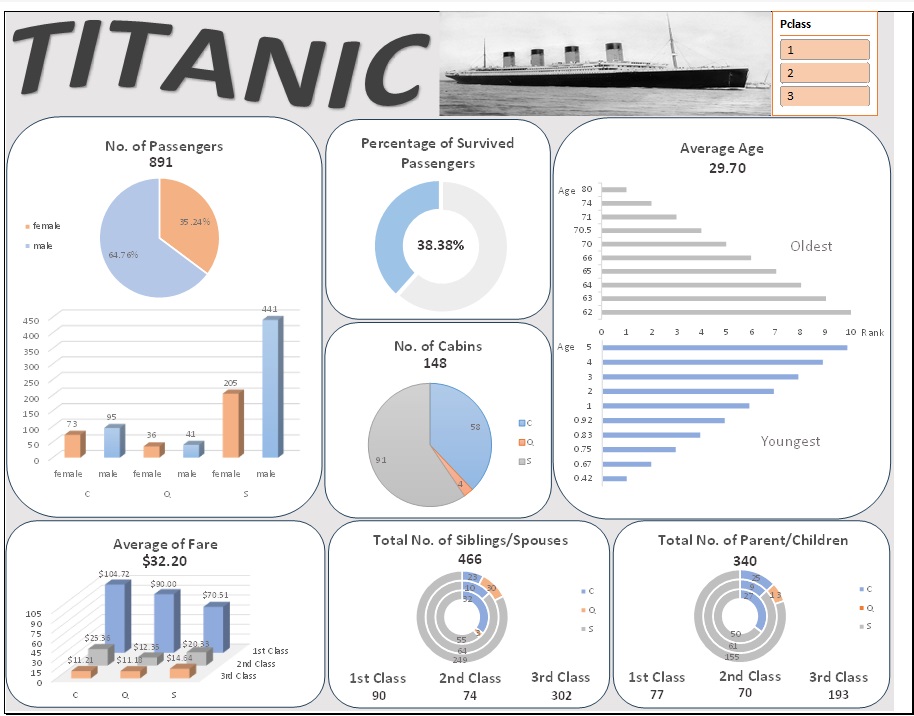 TITANIC
Pclass
1
2
3
No. of Passengers
891
female
male
35.24%
64.76%
450
400
350
300
250
200
150
100
50
0
73
95
36
41
205
441
female male female male female male
C Q S
Percentage of Survived
Passengers
38.38%
No. of Cabins
148
58
4
91
C
Q
S
Average Age
29.70
Age 80
74
71
70.5
70
66
65
64
63
62
Oldest
0 1 2 3 4 5 6 7 8 9 10 Rank
Age 5
4
3
2
1
0.92
0.83
0.75
0.67
0.42
Youngest
Average of Fare
$32.20
$104.72
$90.00
$70.51
$12.35
$20.33
$11.21
$14.64
105
90
75
60
45
30
15
0
C Q S
1st Class
2nd Class
3rd Class
Total No. of Siblings/Spouses
466
30
10
32
3
55
64
249
C
Q
S
1st Class 2nd Class 3rd Class
90 74 302
Total No. of Parent/Children
340
25
9
27
13
50
61
155
C
Q
S
1st Class 2nd Class 3rd Class
77 70 193